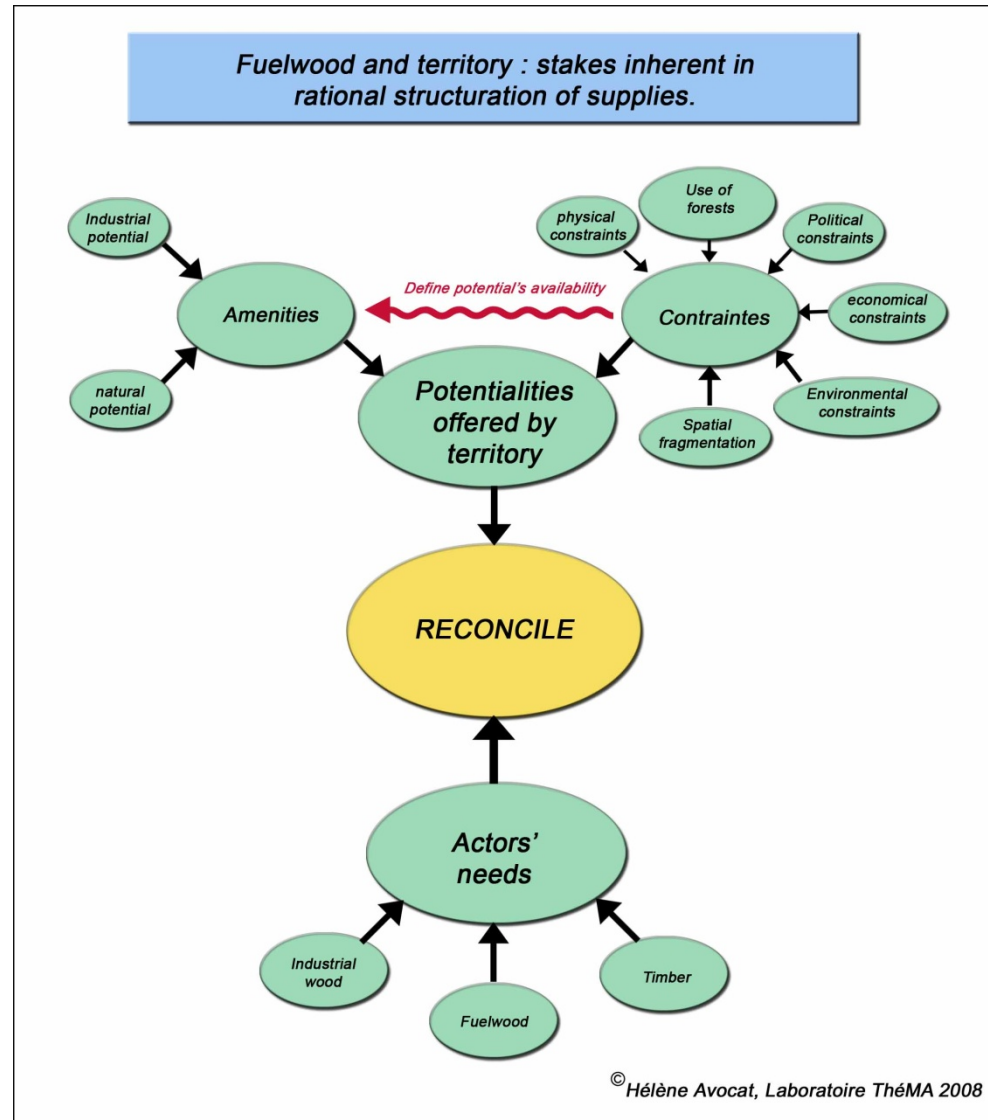 Fuelwood and territory : stakes inherent in
rational structuration of supplies.
Industrial
potential
natural
potential
Amenities
Define potential's availability
physical
constraints
Use of
forests
Political
constraints
economical
constraints
Environmental
constraints
Spatial
fragmentation
Contraintes
Potentialities
offered by
territory
RECONCILE
Actors'
needs
Industrial
wood
Fuelwood
Timber
© Hélène Avocat, Laboratoire ThéMA 2008